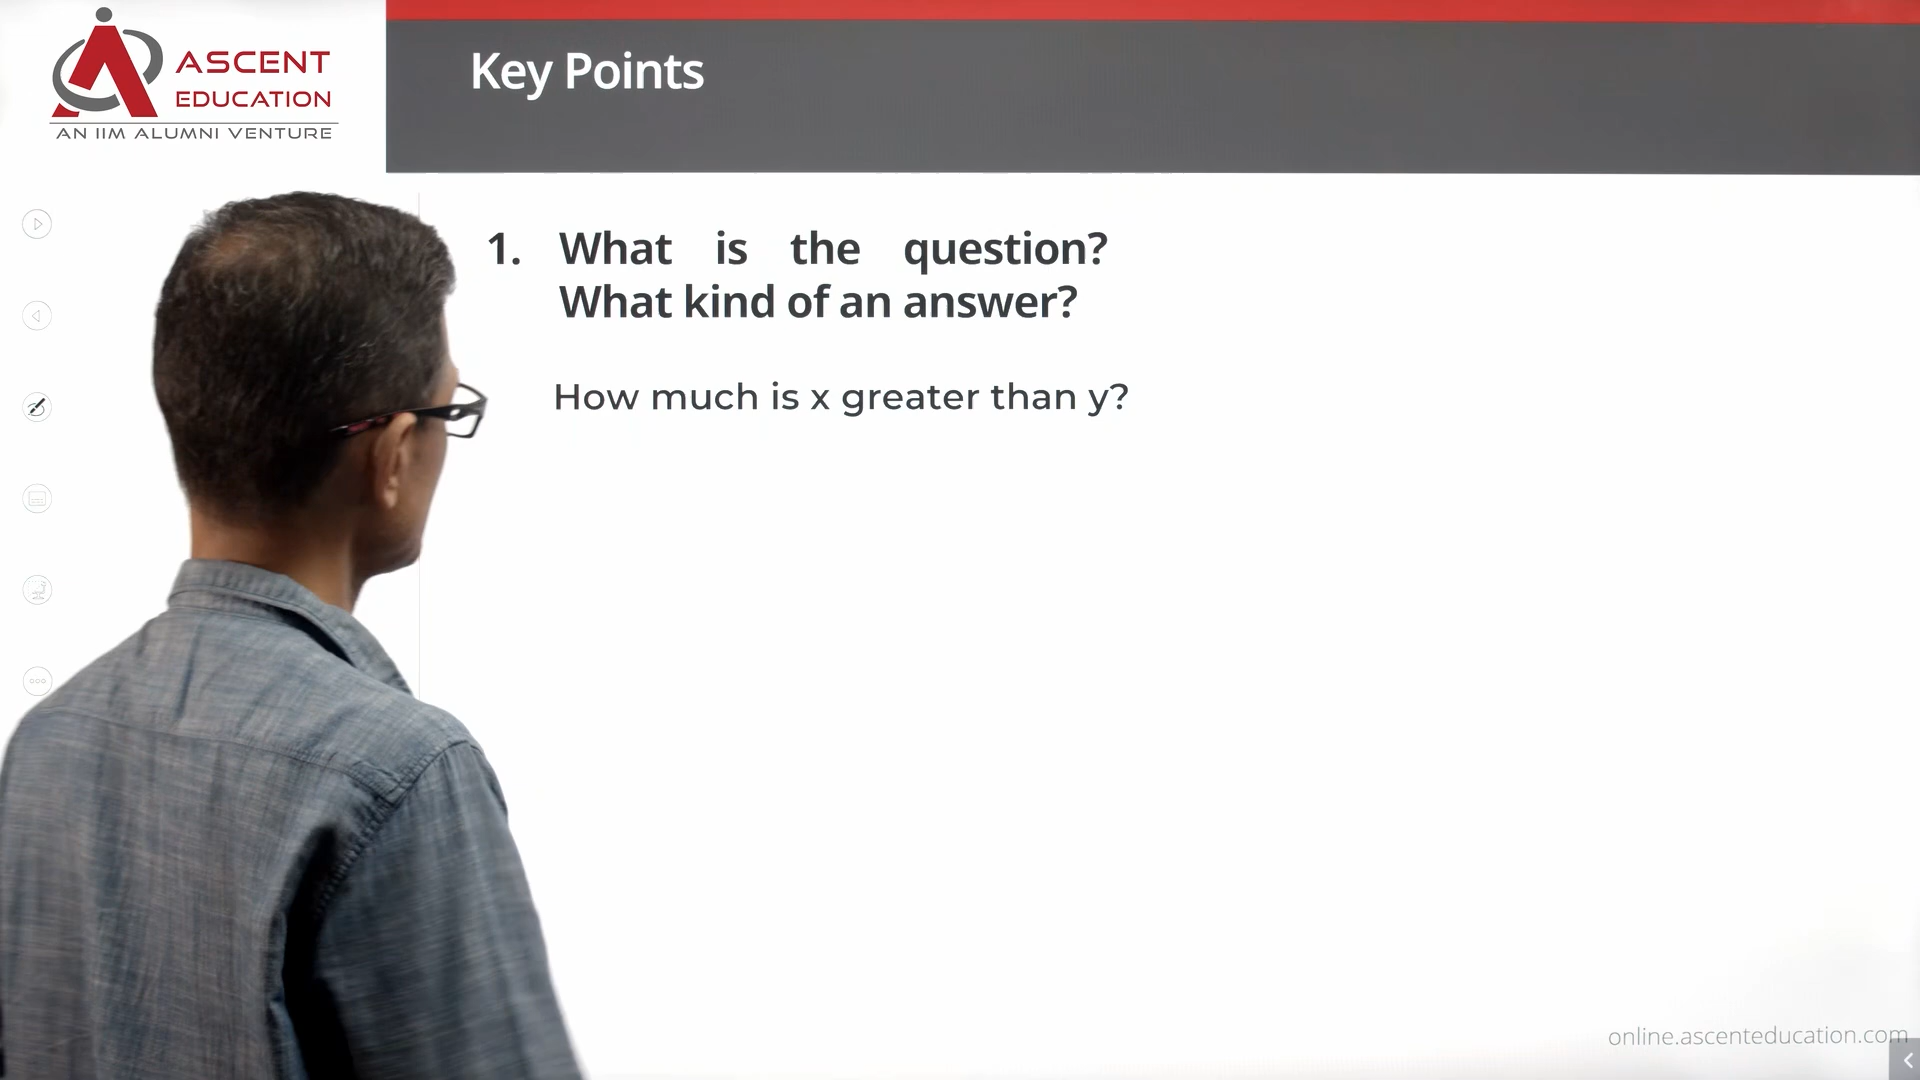 ASCENT
EDUCATION
AN IIM ALUMNI VENTURE
Key Points
1. What is the question?
What kind of an answer?
How much is x greater than y?
online.ascenteducation.com